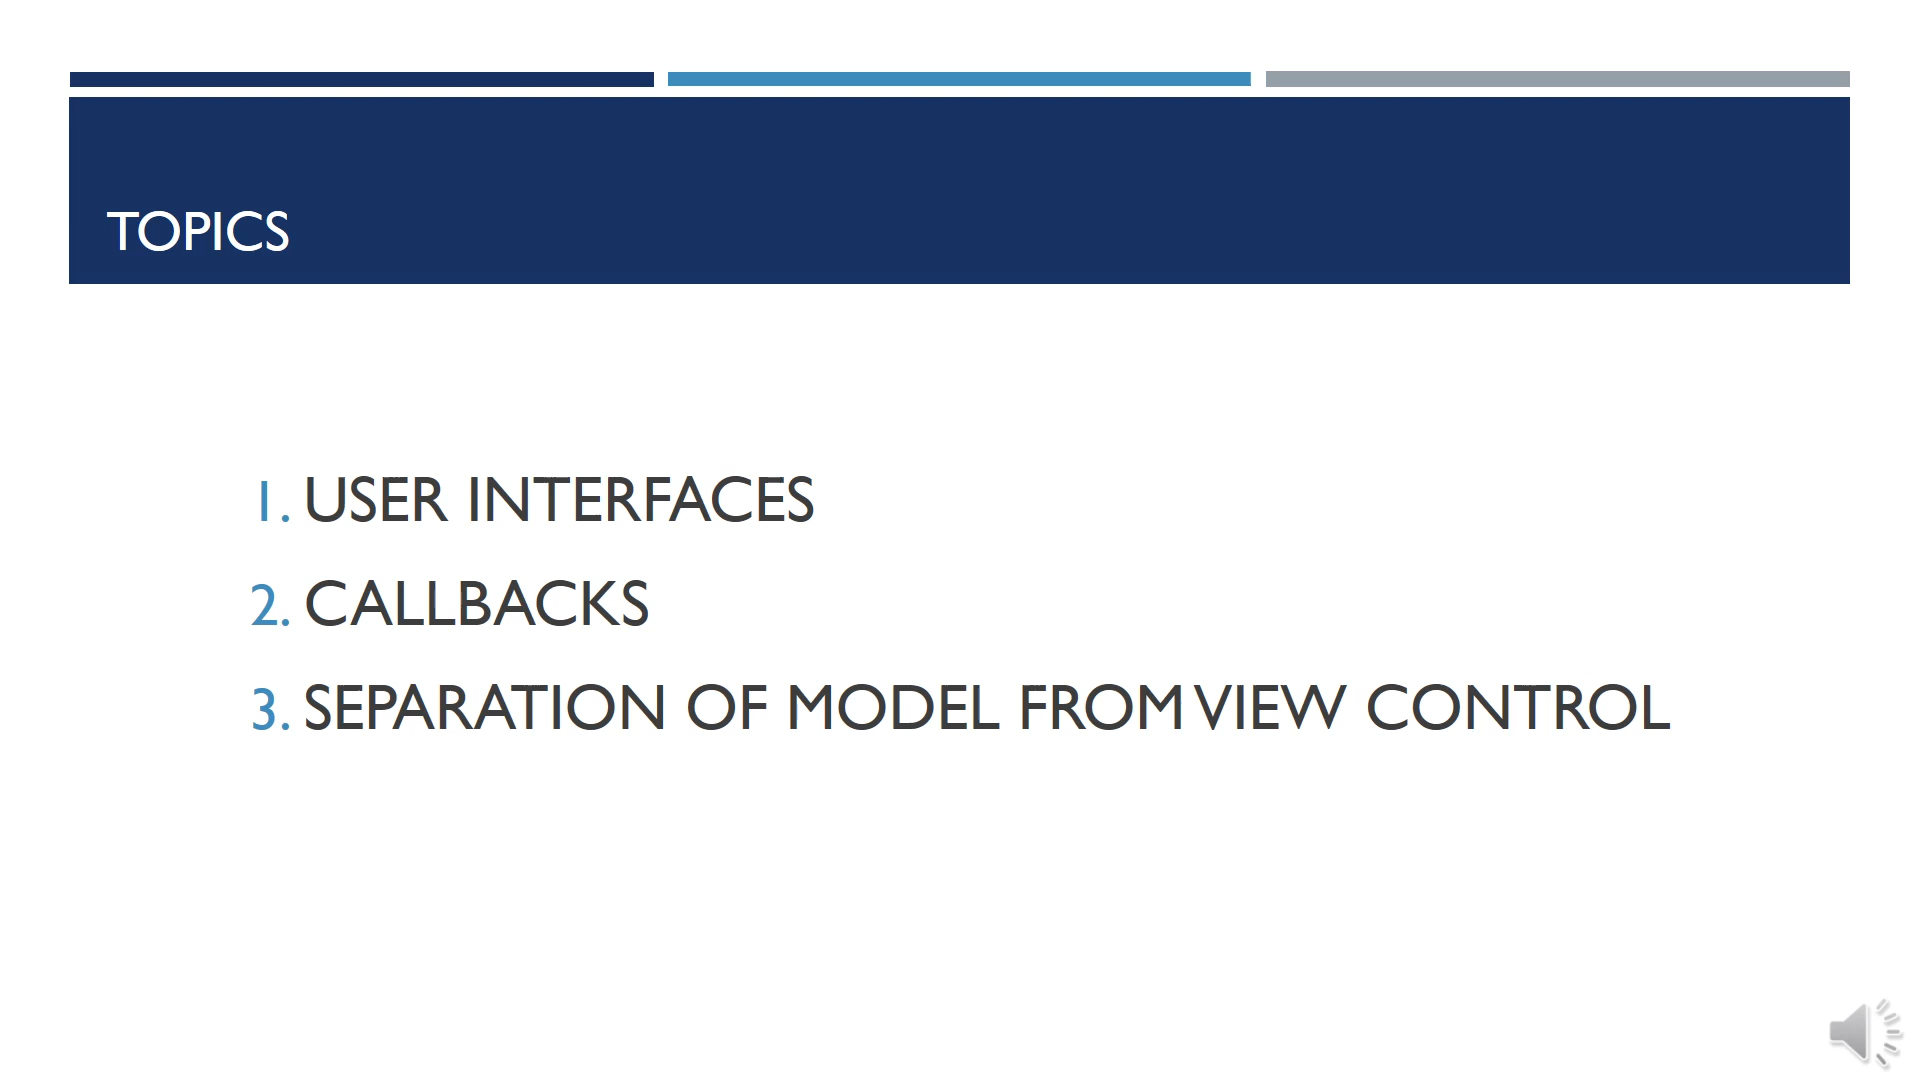 TOPICS
1. USER INTERFACES
2. CALLBACKS
3. SEPARATION OF MODEL FROM VIEW CONTROL